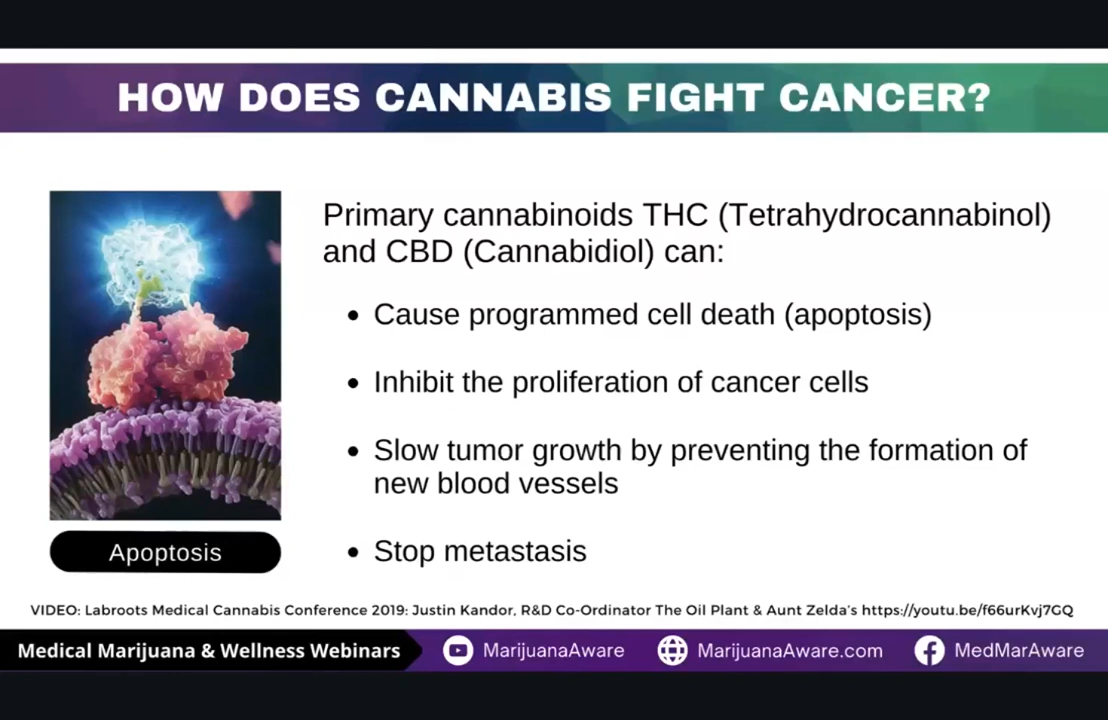 HOW DOES CANNABIS FIGHT CANCER?
Primary cannabinoids THC (Tetrahydrocannabinol)
and CBD (Cannabidiol) can:
• Cause programmed cell death (apoptosis)
• Inhibit the proliferation of cancer cells
• Slow tumor growth by preventing the formation of
new blood vessels
• Stop metastasis
Apoptosis
VIDEO: Labroots Medical Cannabis Conference 2019: Justin Kandor, R&D Co-Ordinator The Oil Plant & Aunt Zelda's https://youtu.be/f66urKvj7GQ
Medical Marijuana & Wellness Webinars
MarijuanaAware
MarijuanaAware.com
MedMarAware